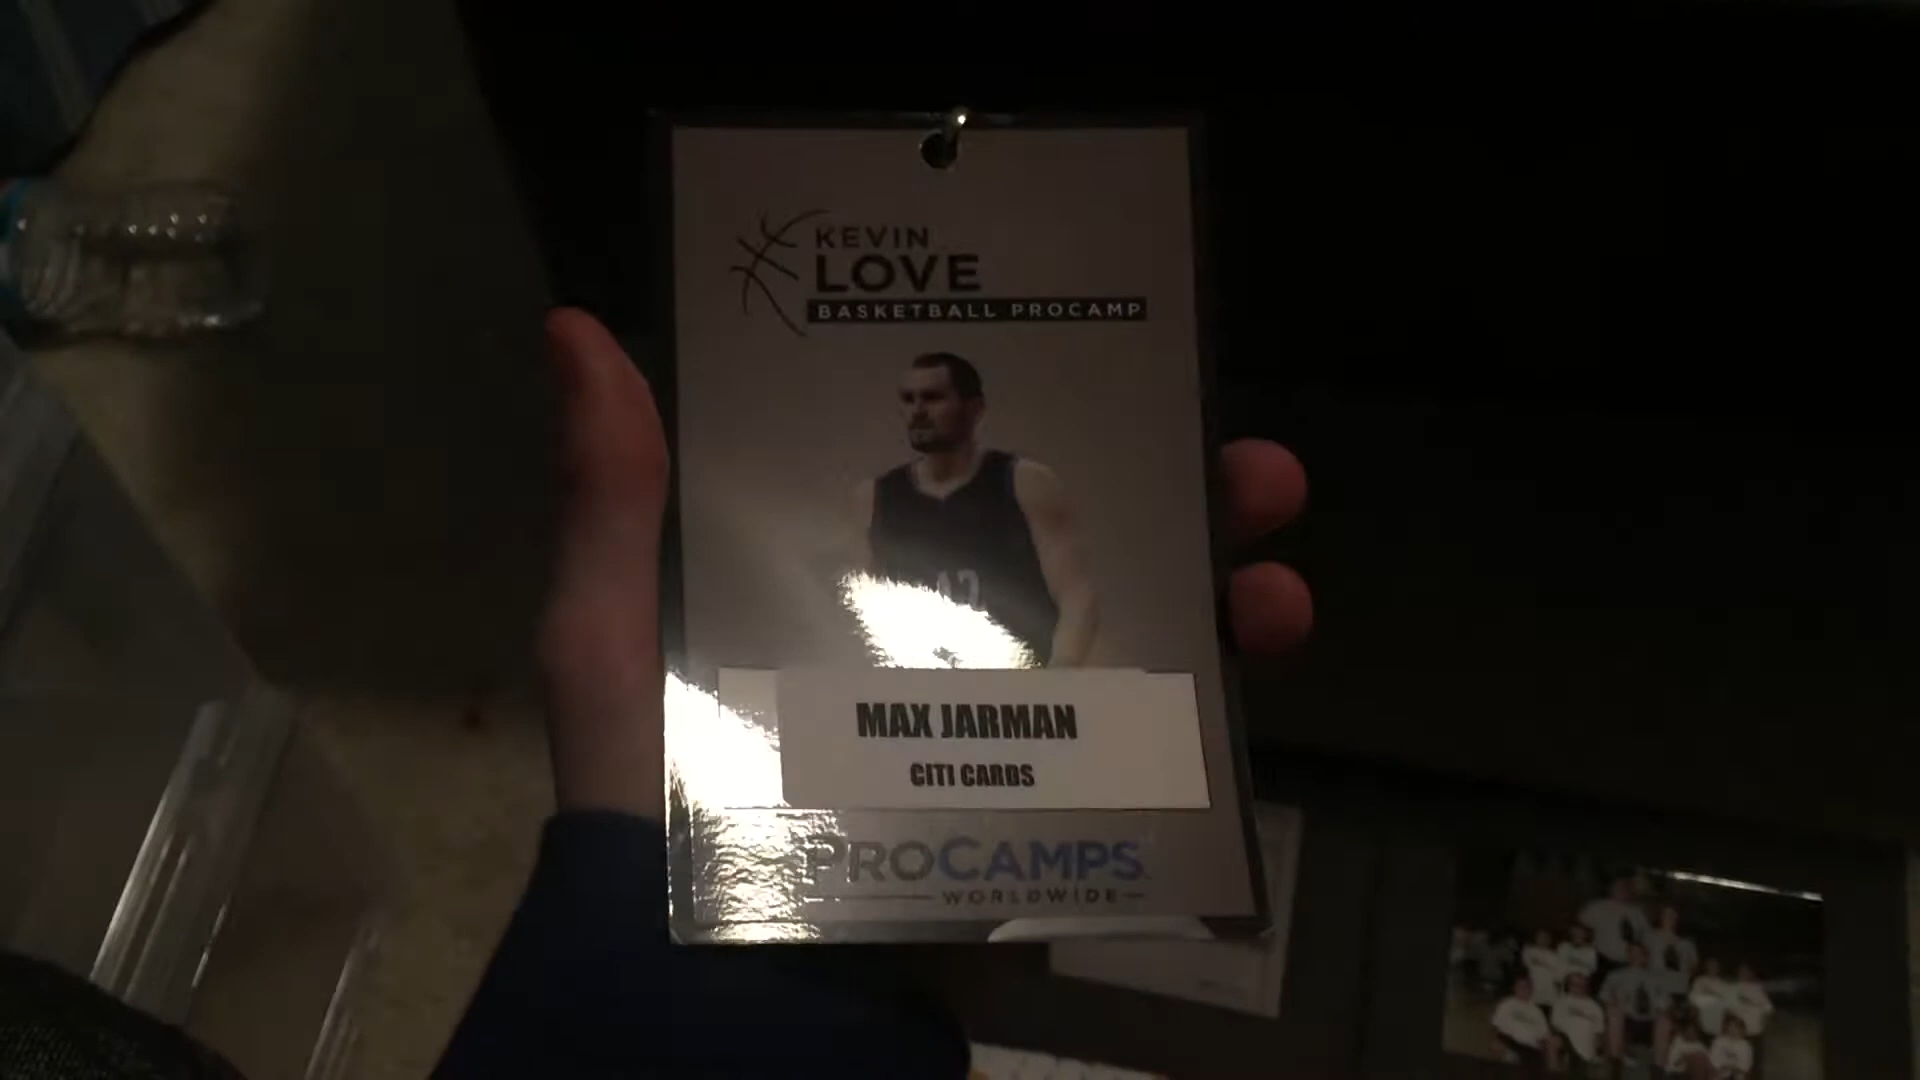 KEVIN
LOVE
BASKETBALL PROCAMP
MAX JARMAN
CITI CARDS
PROCAMPS
WORLDWIDE